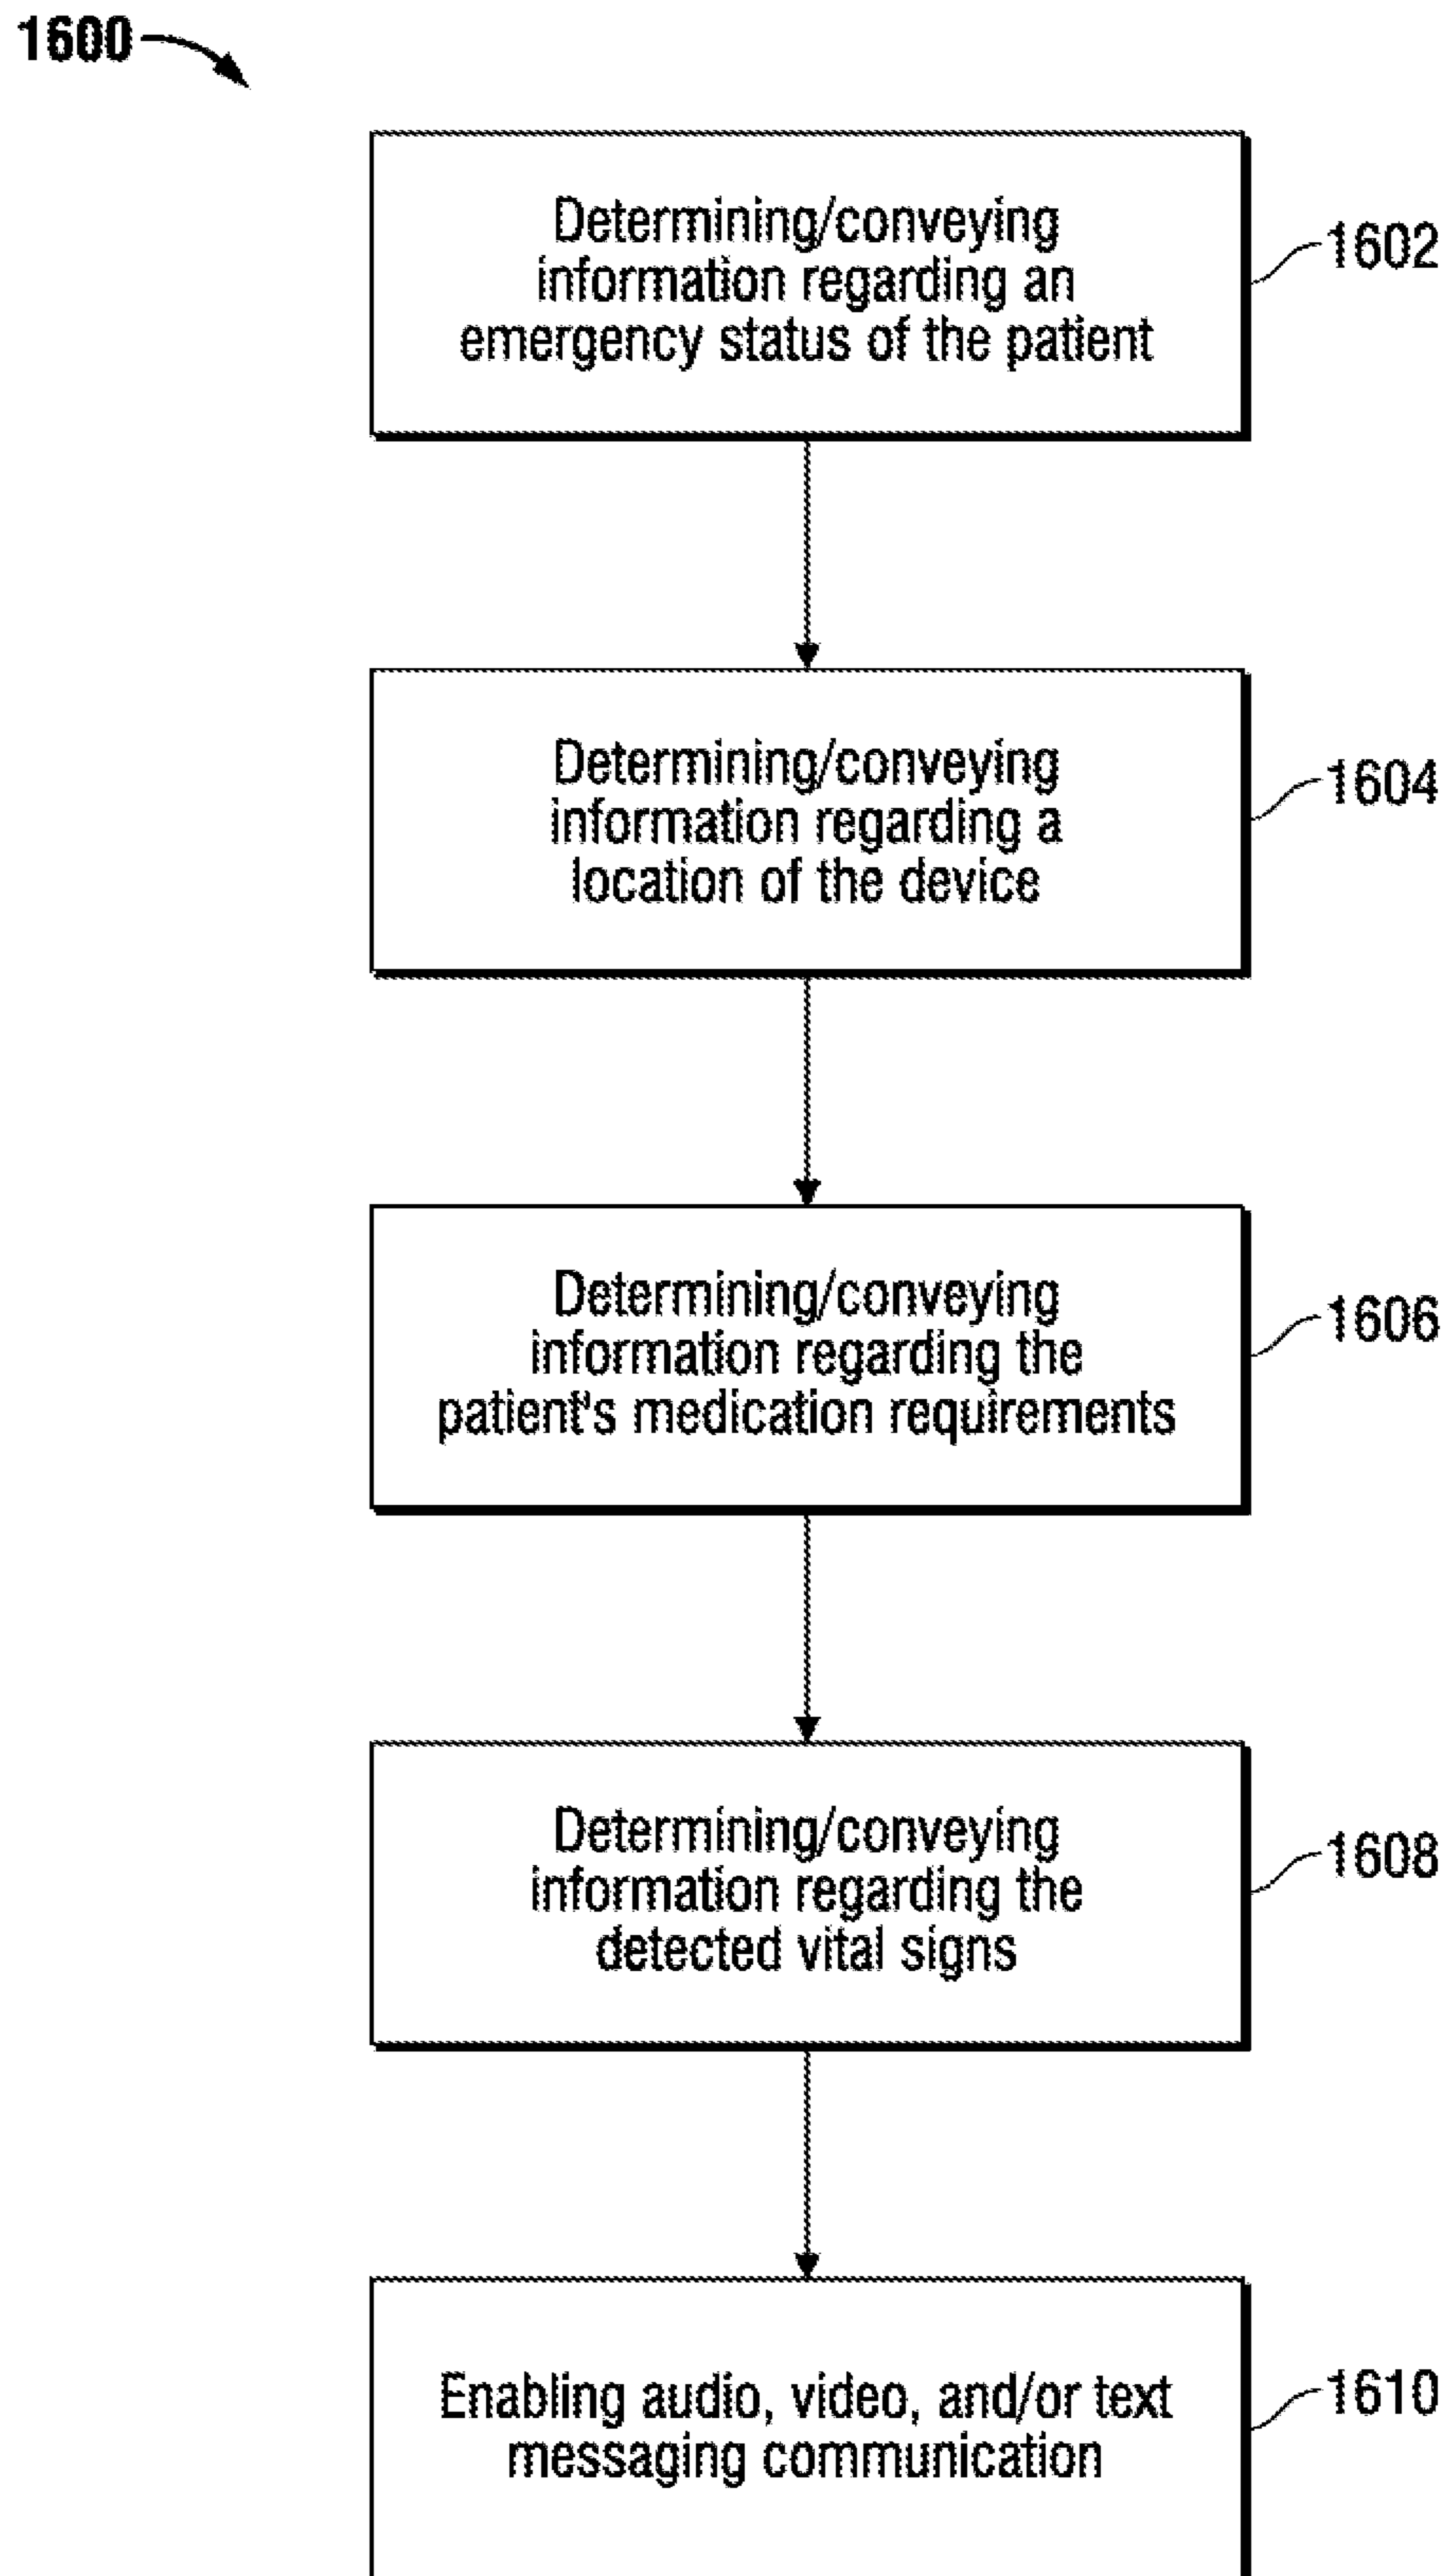 1600
Determining/conveying
information regarding an
emergency status of the patient
1602
Determining/conveying
information regarding a
location of the device
1604
Determining/conveying
information regarding the
patient's medication requirements
1606
Determining/conveying
information regarding the
detected vital signs
1608
Enabling audio, video, and/or text
messaging communication
1610